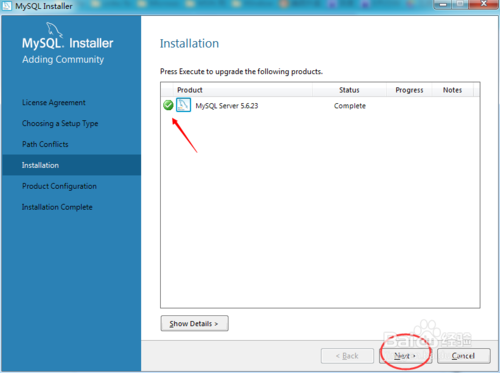 MySQL Installer
MySQL. Installer
Adding Community
License Agreement
Choosing a Setup Type
Path Conflicts
Installation
Product Configuration
Installation Complete
Installation
Press Execute to upgrade the following products.
Product Status Progress Notes
MySQL Server 5.6.23 Complete
Show Details >
< Back Next > Cancel
Bai 经验